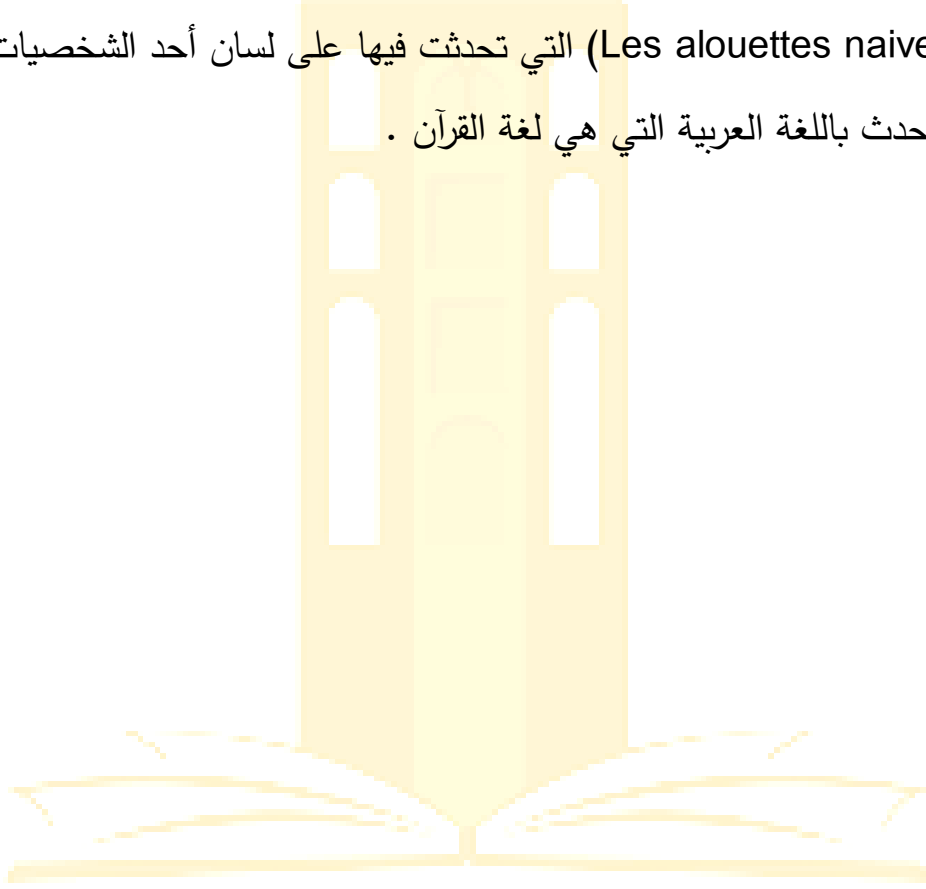 Les alouettes naive) التي تحدثت فيها على لسان أحد الشخصيات
حدث باللغة العربية التي هي لغة القرآن .